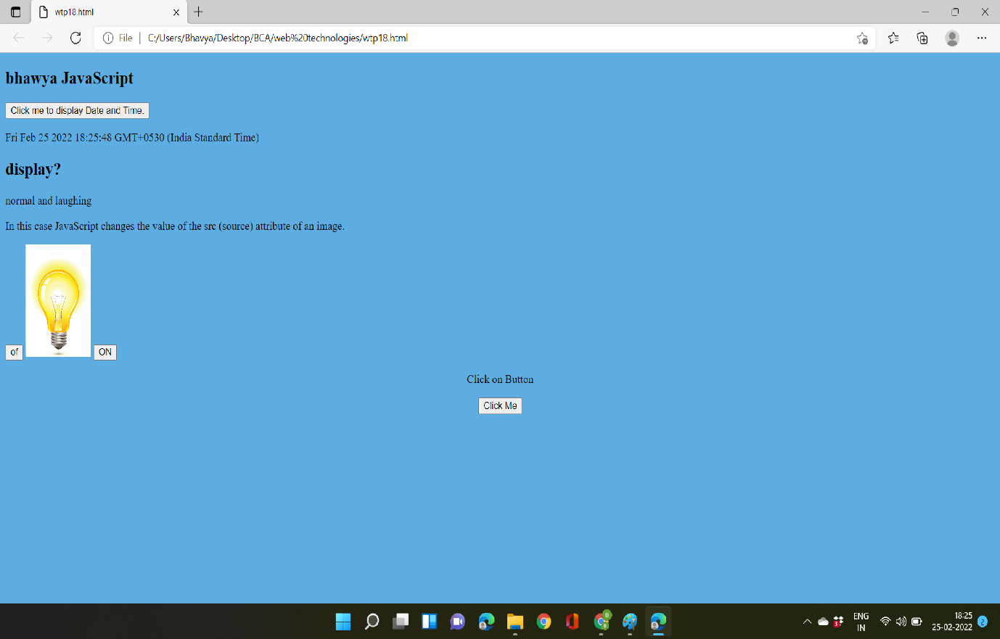 wtp18.html
File | C:/Users/Bhavya/Desktop/BCA/web%20technologies/wtp18.html
bhawya JavaScript
Click me to display Date and Time.
Fri Feb 25 2022 18:25:48 GMT+0530 (India Standard Time)
display?
normal and laughing
In this case JavaScript changes the value of the src (source) attribute of an image.
of ON
Click on Button
Click Me
ENG 18:25
IN 25-02-2022 2